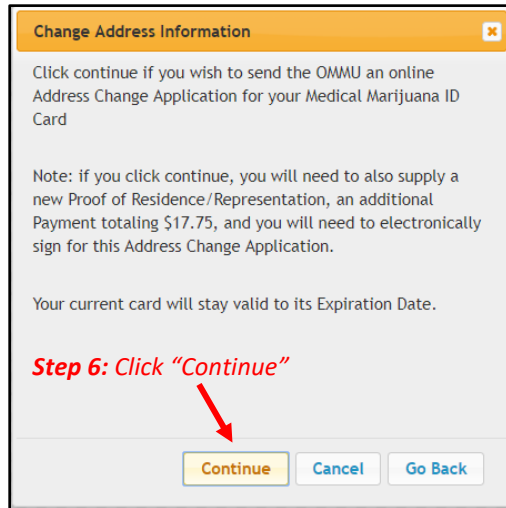 Change Address Information
Click continue if you wish to send the OMMU an online
Address Change Application for your Medical Marijuana ID
Card
Note: if you click continue, you will need to also supply a
new Proof of Residence/Representation, an additional
Payment totaling $17.75, and you will need to electronically
sign for this Address Change Application.
Your current card will stay valid to its Expiration Date.
Step 6: Click “Continue”
Continue Cancel Go Back